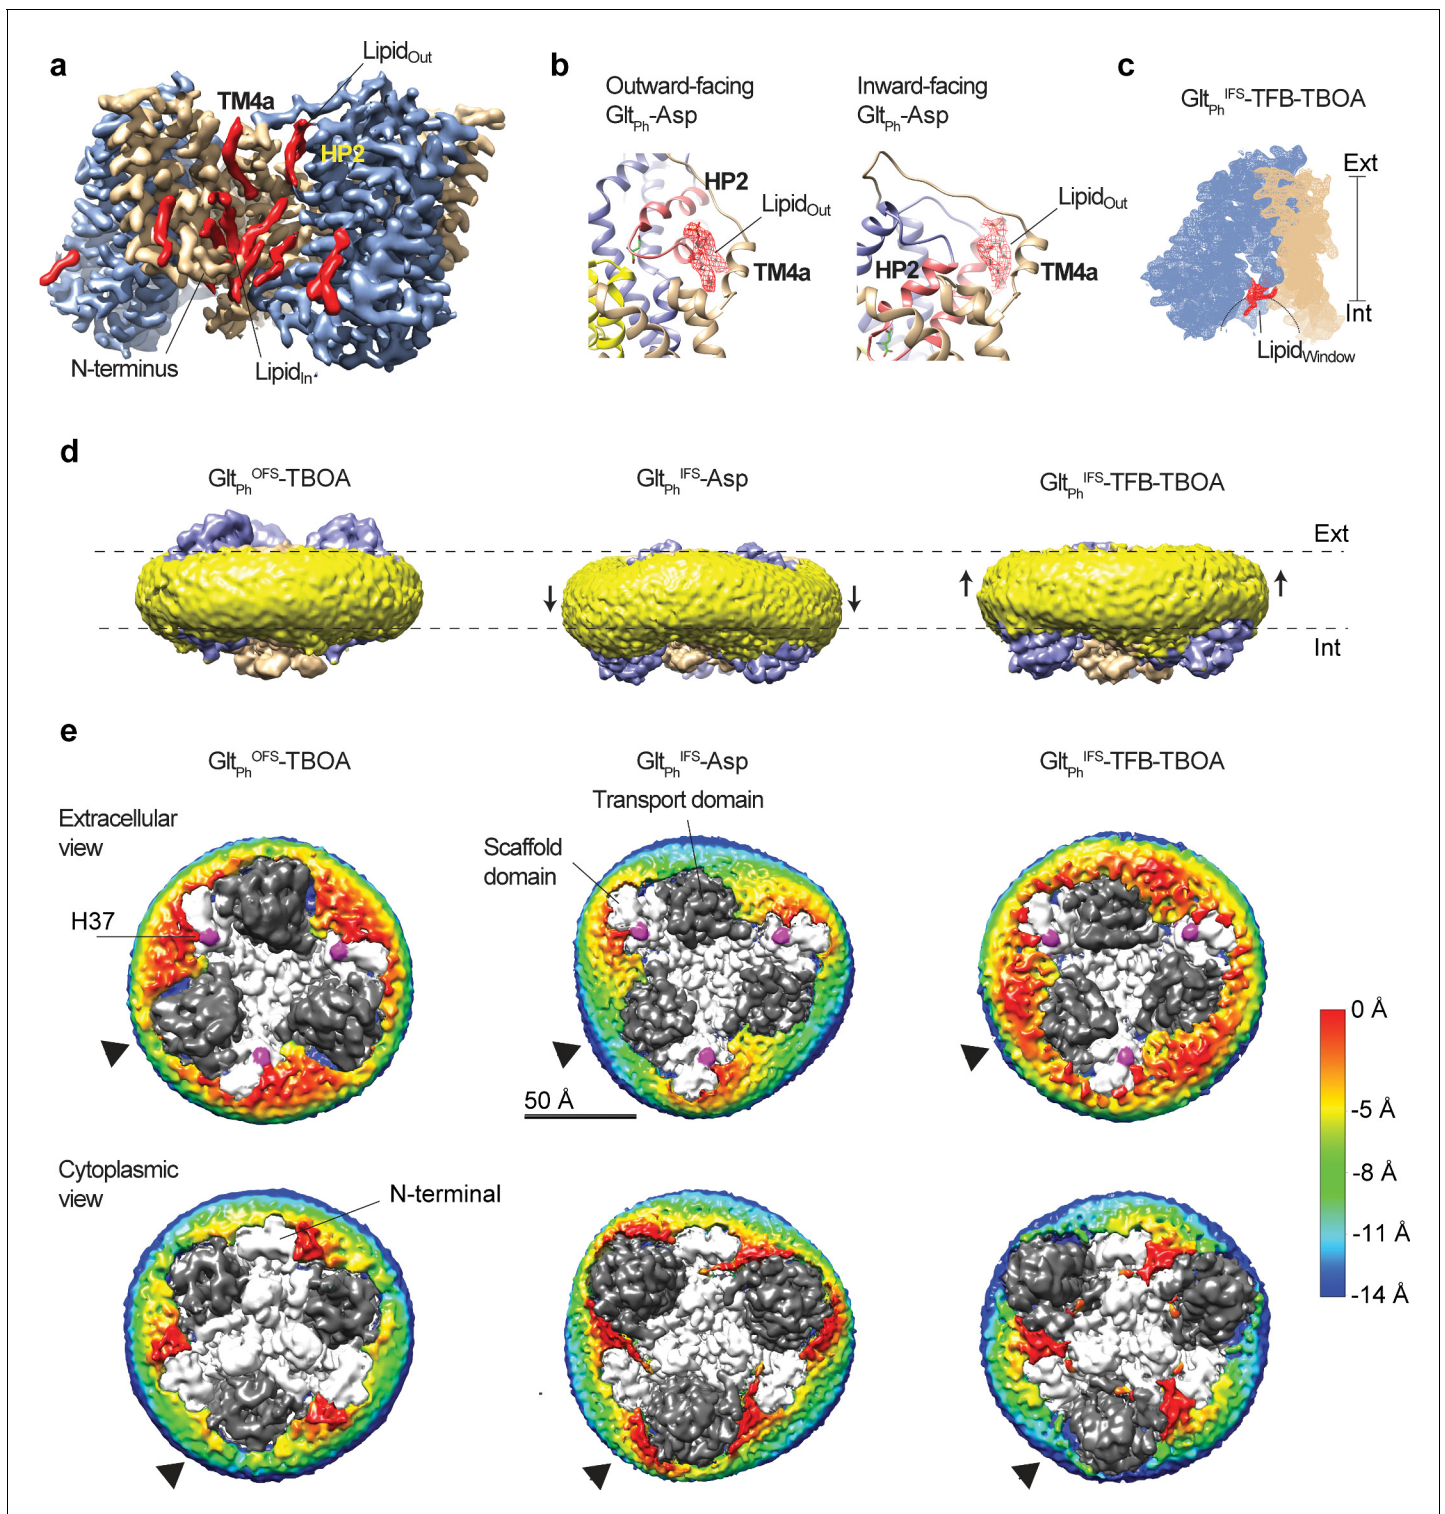 a
Lipid_Out
TM4a
HP2
N-terminus
Lipid_In
b
Outward-facing
Glt_Ph-Asp
HP2
Lipid_Out
TM4a
Inward-facing
Glt_Ph-Asp
Lipid_Out
HP2
TM4a
c
Glt_Ph^IFS-TFB-TBOA
Ext
Int
Lipid_Window
d
Glt_Ph^OFS-TBOA
Glt_Ph^IFS-Asp
Glt_Ph^IFS-TFB-TBOA
Ext
Int
e
Glt_Ph^OFS-TBOA
Glt_Ph^IFS-Asp
Glt_Ph^IFS-TFB-TBOA
Transport domain
Extracellular
view
Scaffold
domain
H37
50 Å
0 Å
-5 Å
-8 Å
-11 Å
-14 Å
Cytoplasmic
view
N-terminal